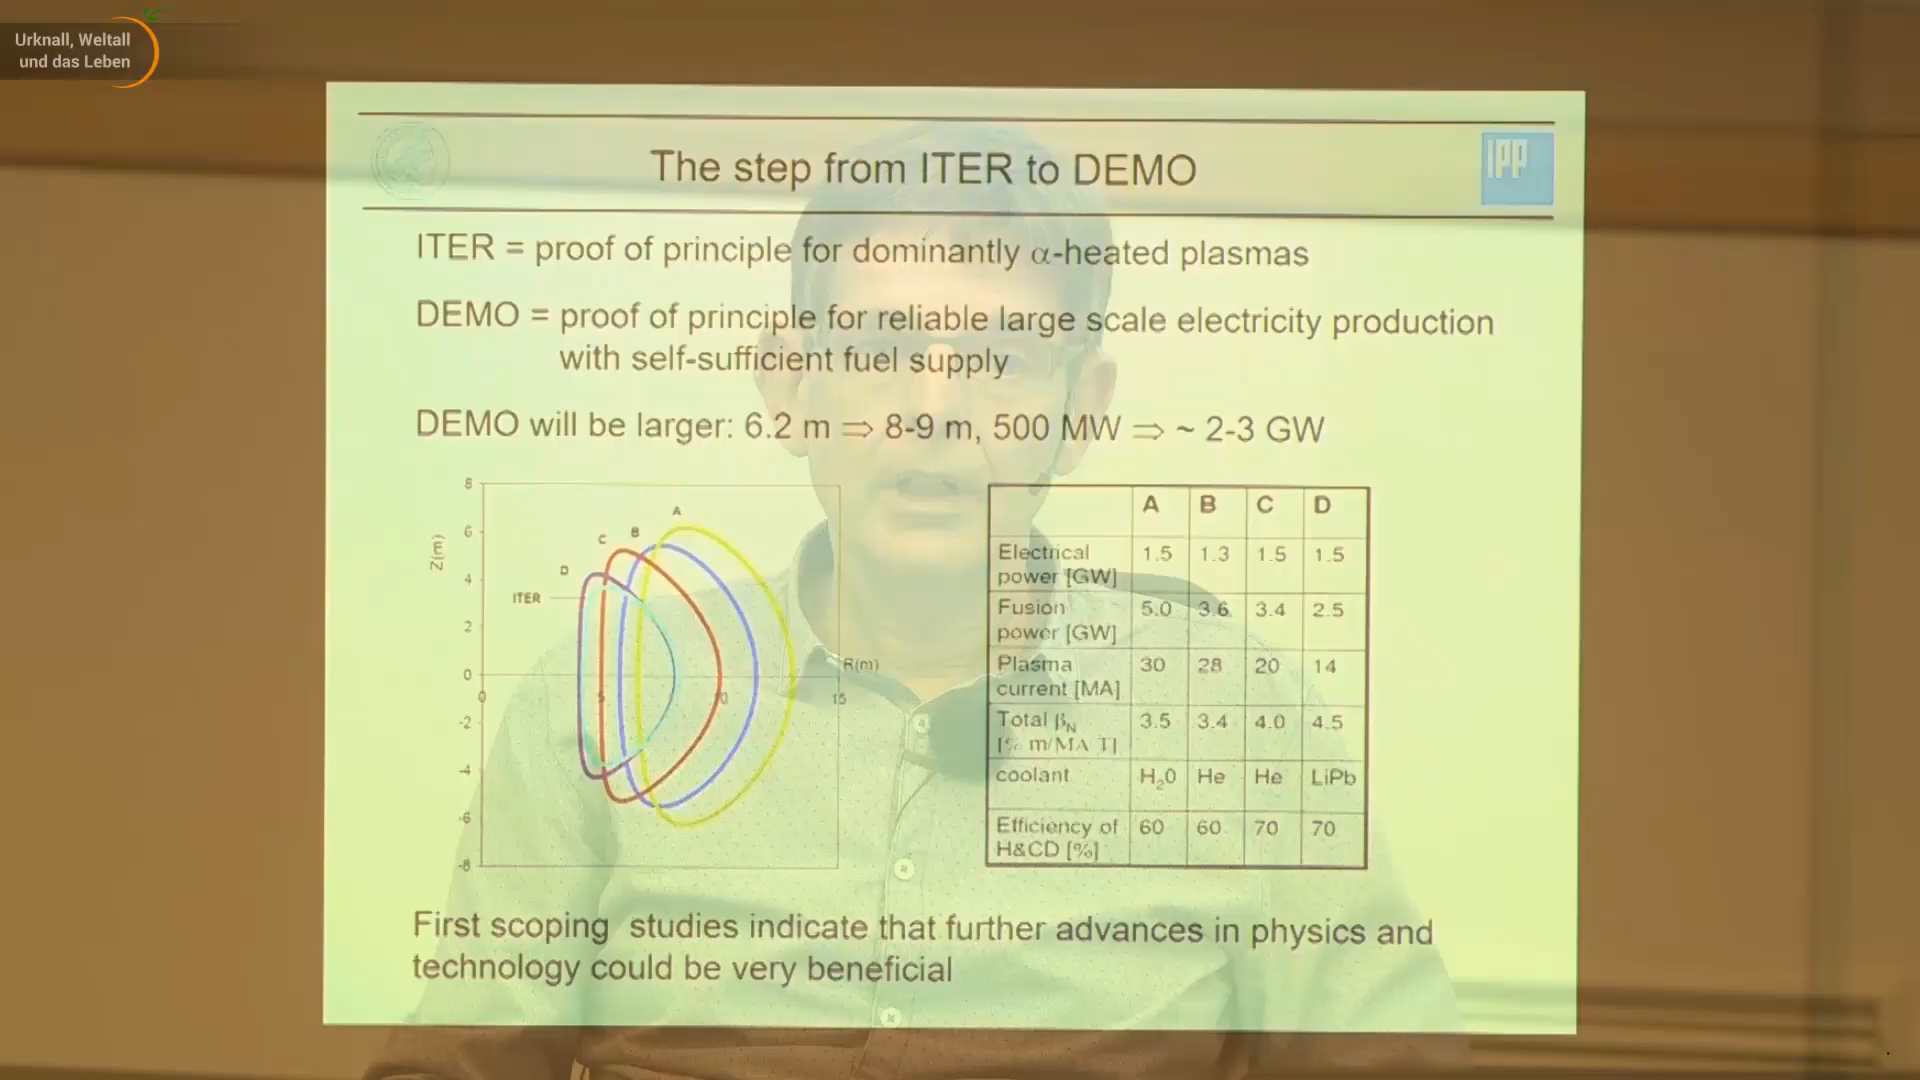 Urknall, Weltall
und das Leben
The step from ITER to DEMO
IPP
ITER = proof of principle for dominantly α-heated plasmas
DEMO = proof of principle for reliable large scale electricity production
with self-sufficient fuel supply
DEMO will be larger: 6.2 m ⇒ 8-9 m, 500 MW ⇒ ~ 2-3 GW
Z(m)
8
6
4
2
0
-2
-4
-6
-8
A
B
C
D
ITER
R(m)
0
5
10
15
A B C D
Electrical power [GW] 1.5 1.3 1.5 1.5
Fusion power [GW] 5.0 3.6 3.4 2.5
Plasma current [MA] 30 28 20 14
Total βN [% m/MA T] 3.5 3.4 4.0 4.5
coolant H₂0 He He LiPb
Efficiency of H&CD [%] 60 60 70 70
First scoping studies indicate that further advances in physics and
technology could be very beneficial